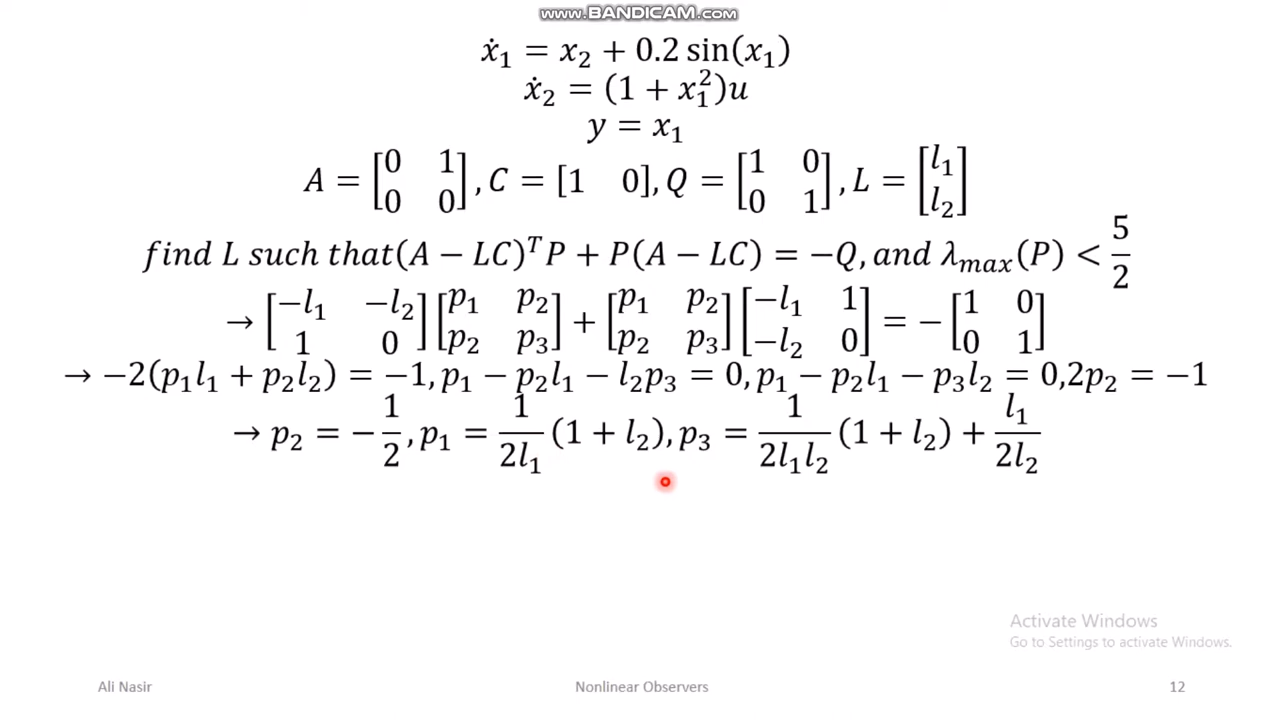 www.BANDICAM.com
ẋ₁ = x₂ + 0.2 sin(x₁)
ẋ₂ = (1 + x₁²)u
y = x₁
A = [0 1; 0 0], C = [1 0], Q = [1 0; 0 1], L = [l₁; l₂]
find L such that(A − LC)ᵀP + P(A − LC) = −Q, and λₘₐₓ(P) < 5/2
→ [−l₁ −l₂; 1 0][p₁ p₂; p₂ p₃] + [p₁ p₂; p₂ p₃][−l₁ 1; −l₂ 0] = −[1 0; 0 1]
→ −2(p₁l₁ + p₂l₂) = −1, p₁ − p₂l₁ − l₂p₃ = 0, p₁ − p₂l₁ − p₃l₂ = 0,2p₂ = −1
→ p₂ = −1/2, p₁ = 1/2l₁ (1 + l₂), p₃ = 1/2l₁l₂ (1 + l₂) + l₁/2l₂
Activate Windows
Go to Settings to activate Windows.
Ali Nasir Nonlinear Observers 12